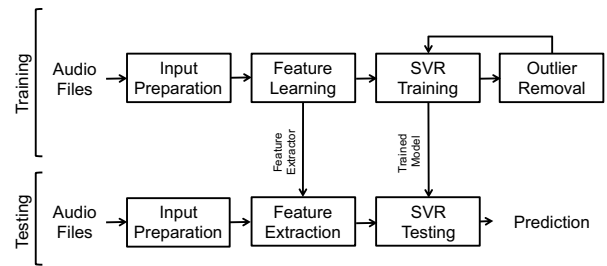 Training
Audio
Files
Input
Preparation
Feature
Learning
SVR
Training
Outlier
Removal
Feature
Extractor
Trained
Model
Testing
Audio
Files
Input
Preparation
Feature
Extraction
SVR
Testing
Prediction